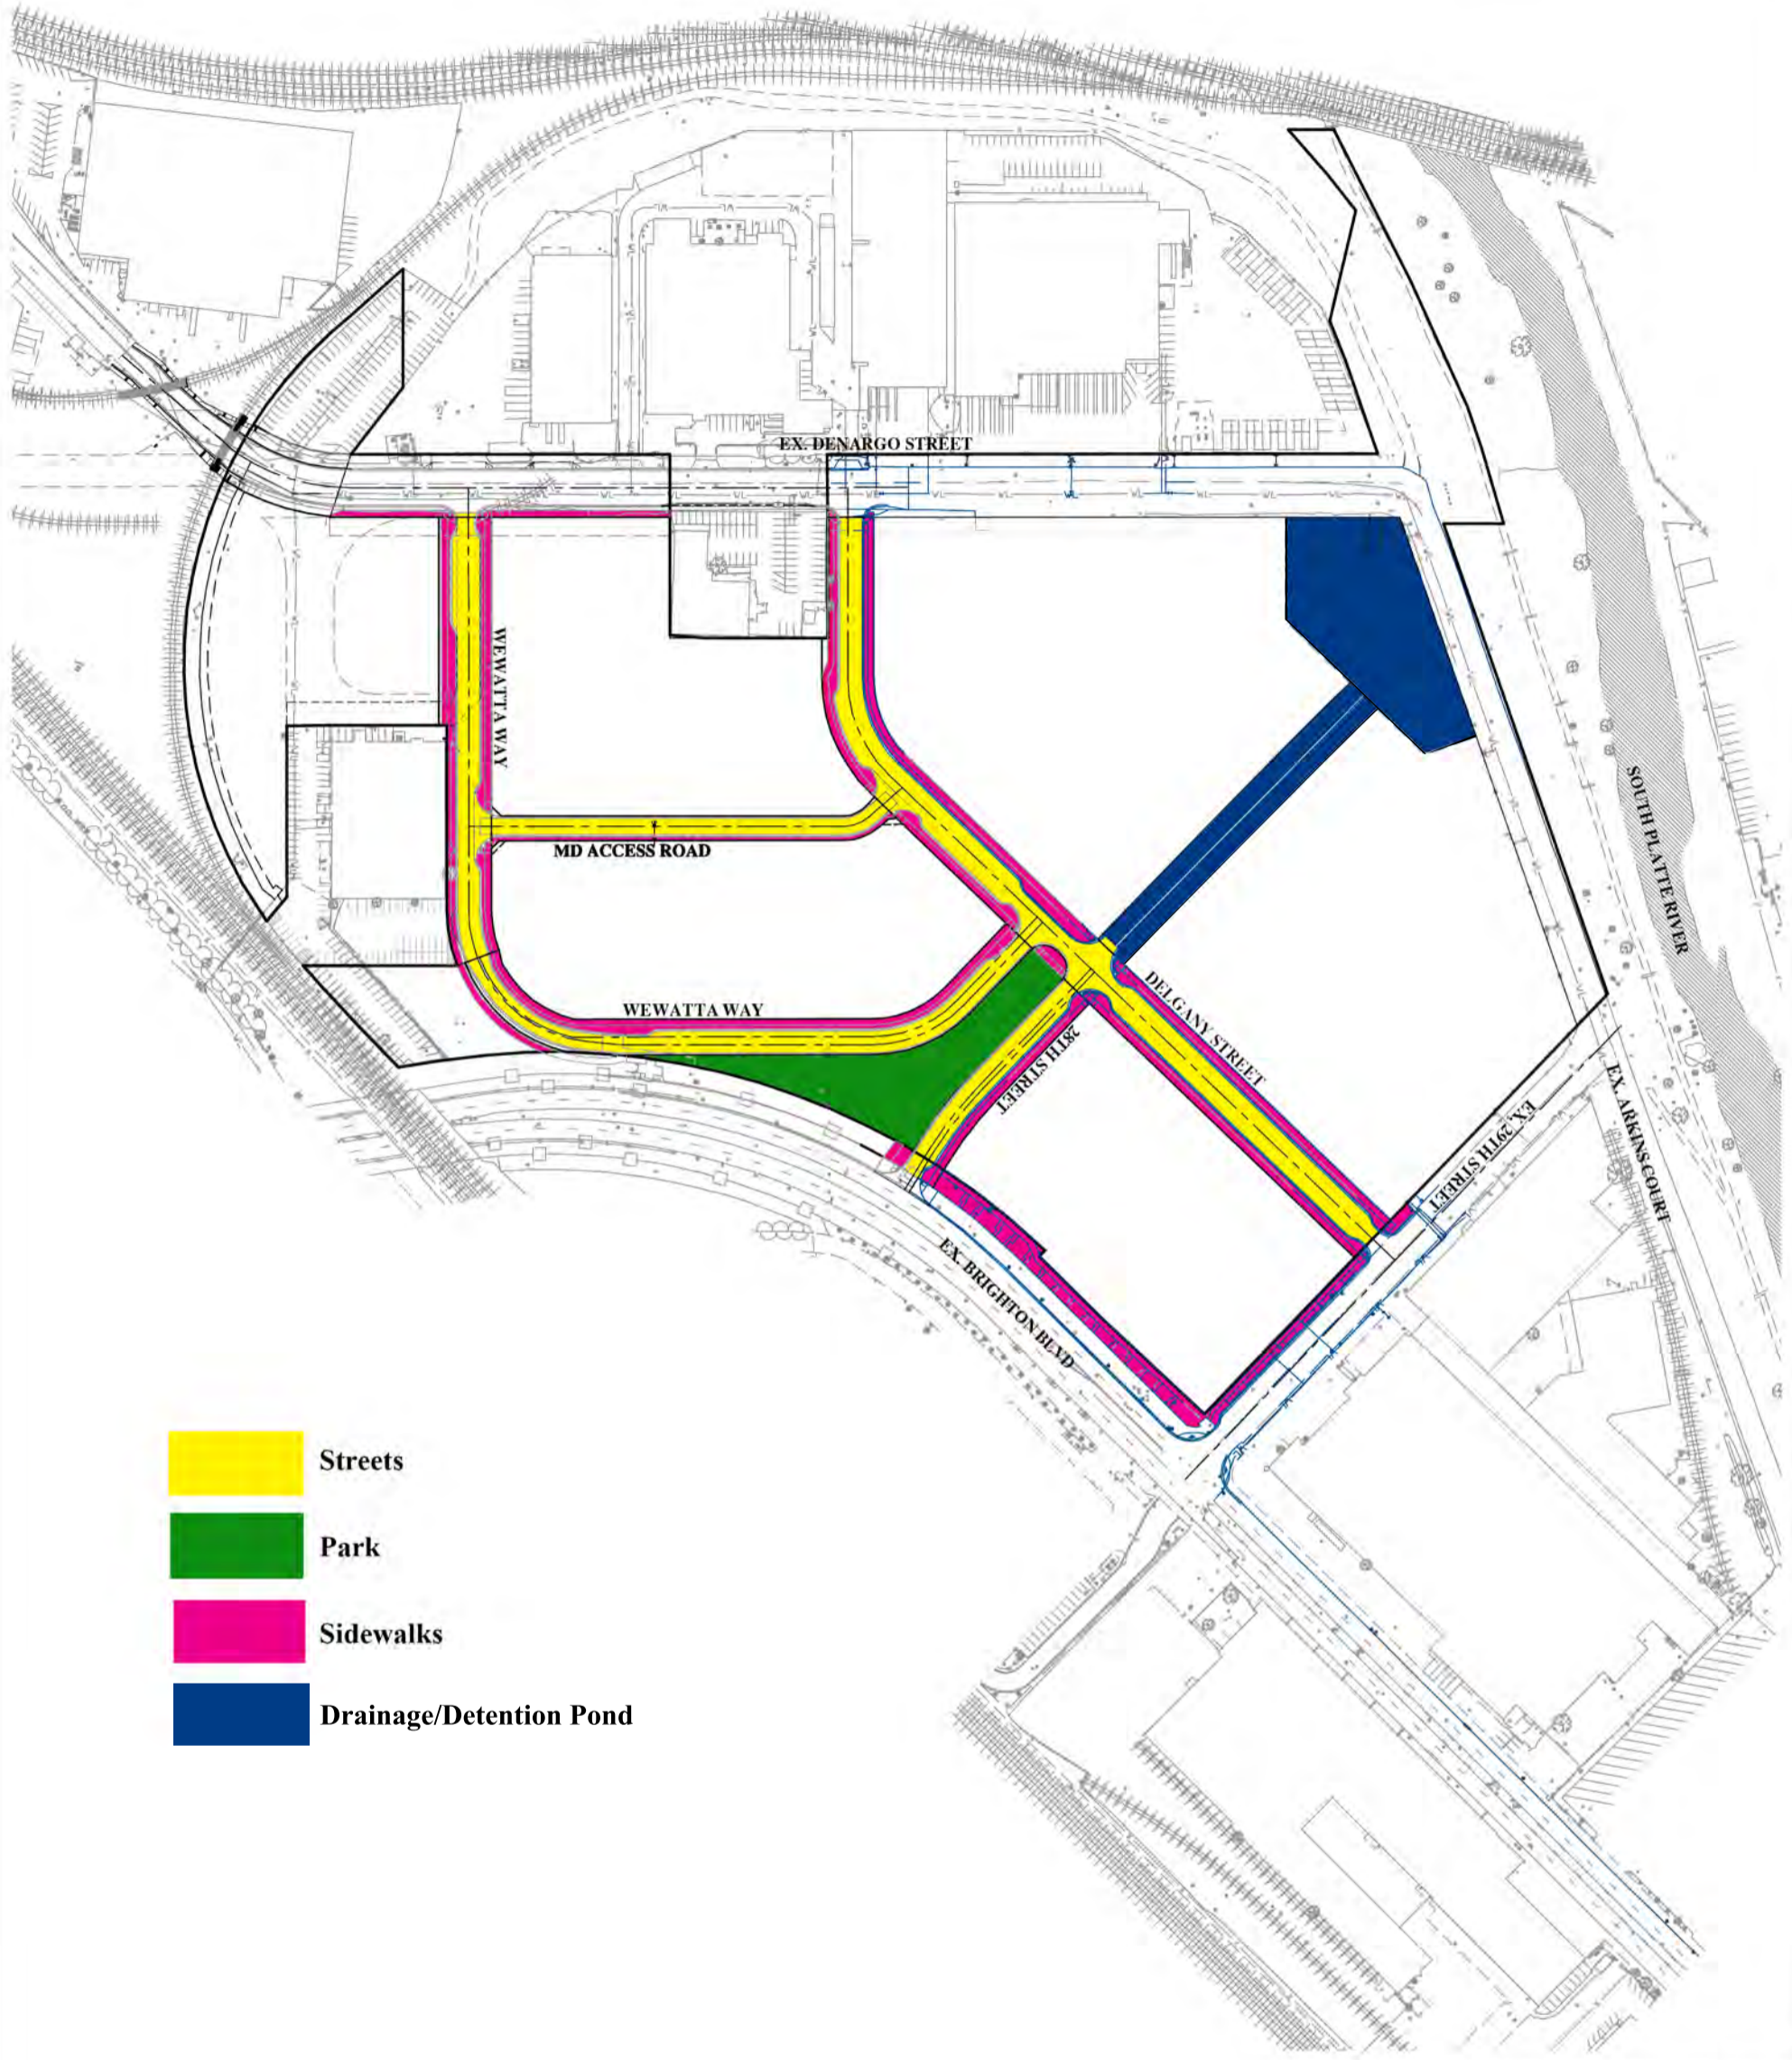 EX. DENARGO STREET
WEWATTA WAY
MD ACCESS ROAD
SOUTH PLATTE RIVER
WEWATTA WAY
DELGANY STREET
28TH STREET
EX. 29TH STREET
EX. ARKINS COURT
EX. BRIGHTON BLVD
Streets
Park
Sidewalks
Drainage/Detention Pond